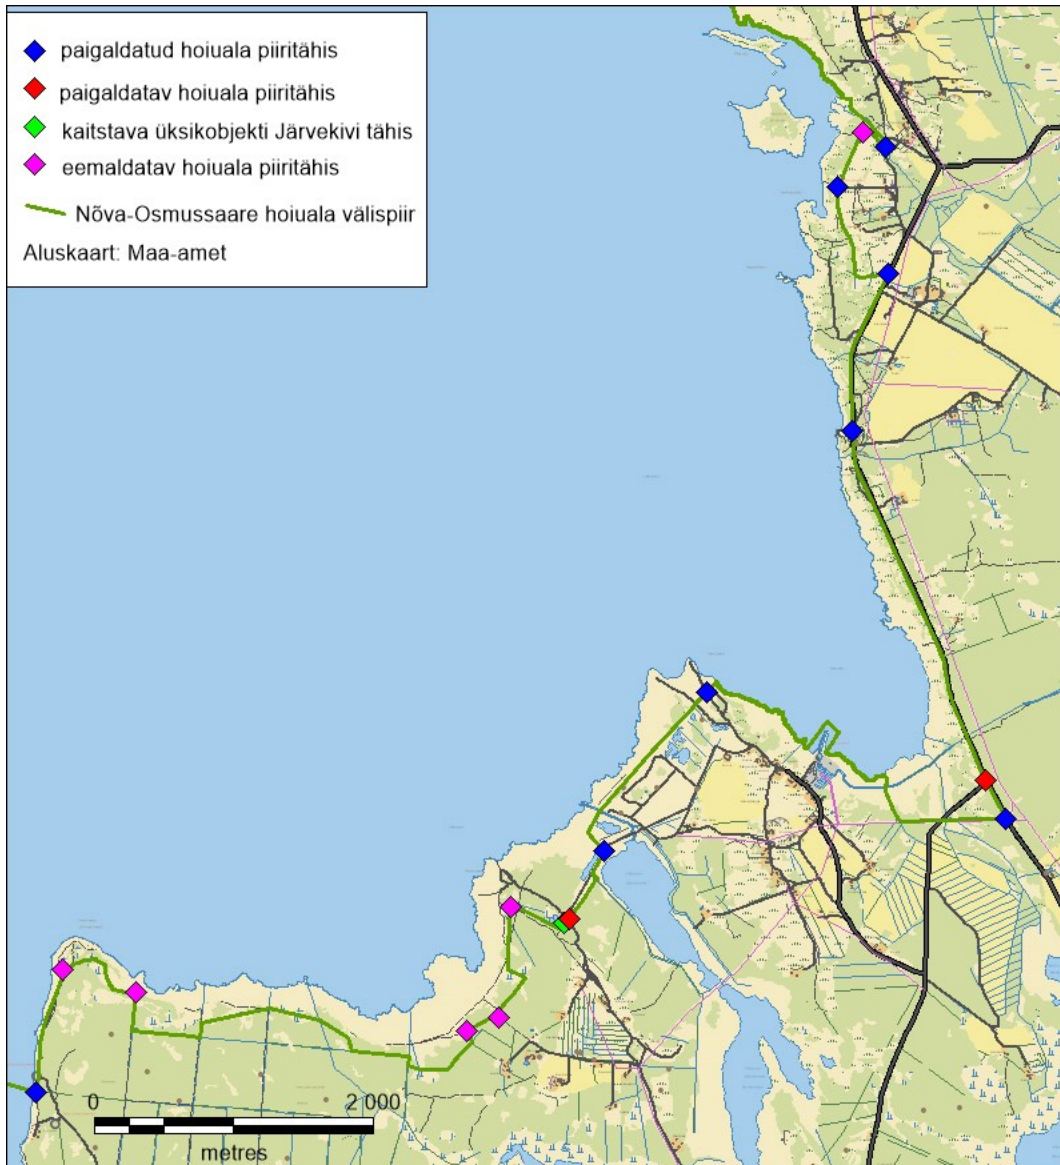 paigaldatud hoiuala piiritähis
paigaldatav hoiuala piiritähis
kaitstava üksikobjekti Järvekivi tähis
eemaldatav hoiuala piiritähis
Nõva-Osmussaare hoiuala välispiir
Aluskaart: Maa-amet
0 2 000
metres